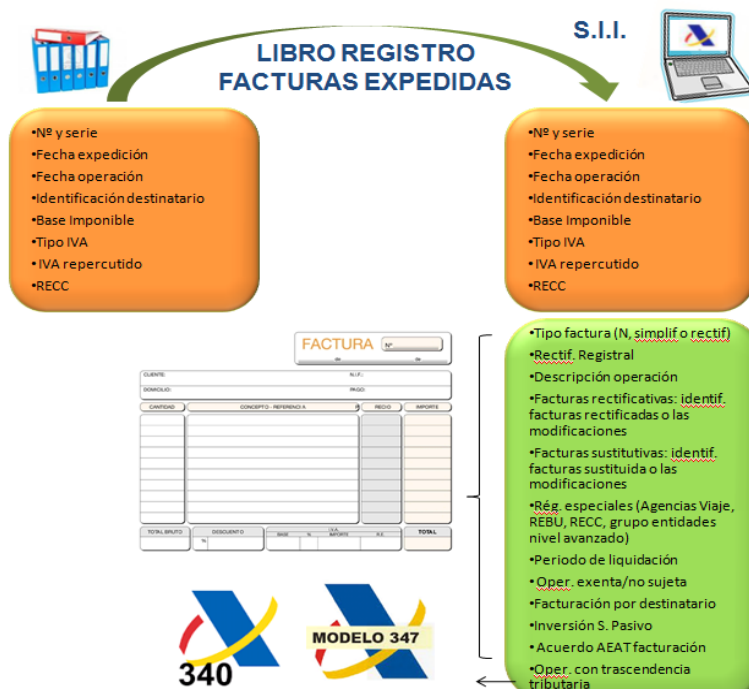 S.I.I.
LIBRO REGISTRO
FACTURAS EXPEDIDAS
•Nº y serie
•Fecha expedición
•Fecha operación
•Identificación destinatario
•Base Imponible
•Tipo IVA
•IVA repercutido
•RECC
•Nº y serie
•Fecha expedición
•Fecha operación
•Identificación destinatario
•Base Imponible
•Tipo IVA
•IVA repercutido
•RECC
•Tipo factura (N, simplif o rectif)
•Rectif. Registral
•Descripción operación
•Facturas rectificativas: identif.
facturas rectificadas o las
modificaciones
•Facturas sustitutivas: identif.
facturas sustituida o las
modificaciones
•Rég. especiales (Agencias Viaje,
REBU, RECC, grupo entidades
nivel avanzado)
•Periodo de liquidación
•Oper. exenta/no sujeta
•Facturación por destinatario
•Inversión S. Pasivo
•Acuerdo AEAT facturación
•Oper. con trascendencia
tributaria
FACTURA Nº
de de
CLIENTE: N.I.F.:
DOMICILIO: PAGO:
CANTIDAD CONCEPTO - REFERENCIA P RECIO IMPORTE
TOTAL BRUTO DESCUENTO I.V.A. TOTAL
% BASE % IMPORTE R.E.
340
MODELO 347